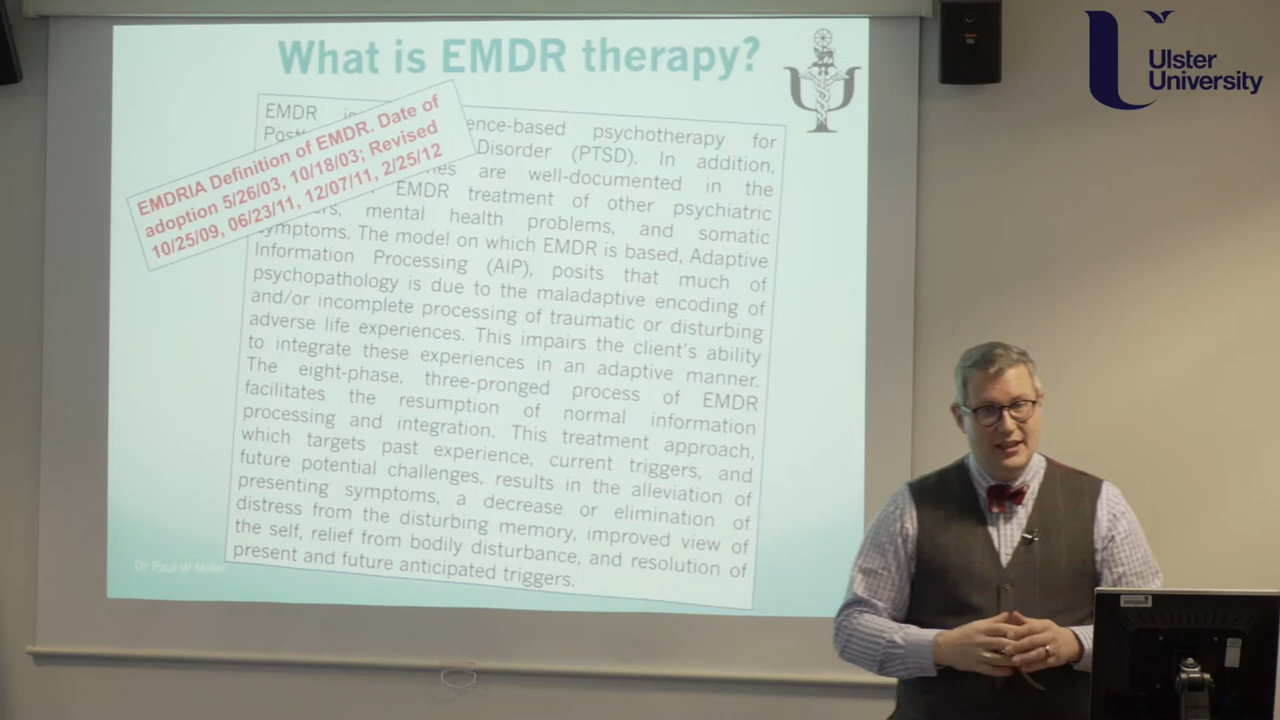 What is EMDR therapy?
EMDRIA Definition of EMDR. Date of
adoption 5/26/03, 10/18/03; Revised
10/25/09, 06/23/11, 12/07/11, 2/25/12
EMDR psychotherapy for
Disorder (PTSD). In addition,
are well-documented in the
EMDR treatment of other psychiatric
mental health problems, and somatic
symptoms. The model on which EMDR is based, Adaptive
Information Processing (AIP), posits that much of
psychopathology is due to the maladaptive encoding of
and/or incomplete processing of traumatic or disturbing
adverse life experiences. This impairs the client's ability
to integrate these experiences in an adaptive manner.
The eight-phase, three-pronged process of EMDR
facilitates the resumption of normal information
processing and integration. This treatment approach,
which targets past experience, current triggers, and
future potential challenges, results in the alleviation of
presenting symptoms, a decrease or elimination of
distress from the disturbing memory, improved view of
the self, relief from bodily disturbance, and resolution of
present and future anticipated triggers.
Dr Paul W Miller
Ulster
University
JBL